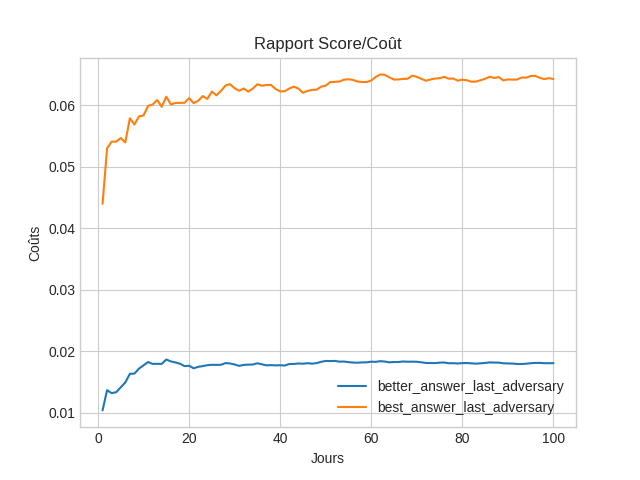 Rapport Score/Coût
Coûts
0.06
0.05
0.04
0.03
0.02
0.01
better_answer_last_adversary
best_answer_last_adversary
0 20 40 60 80 100
Jours